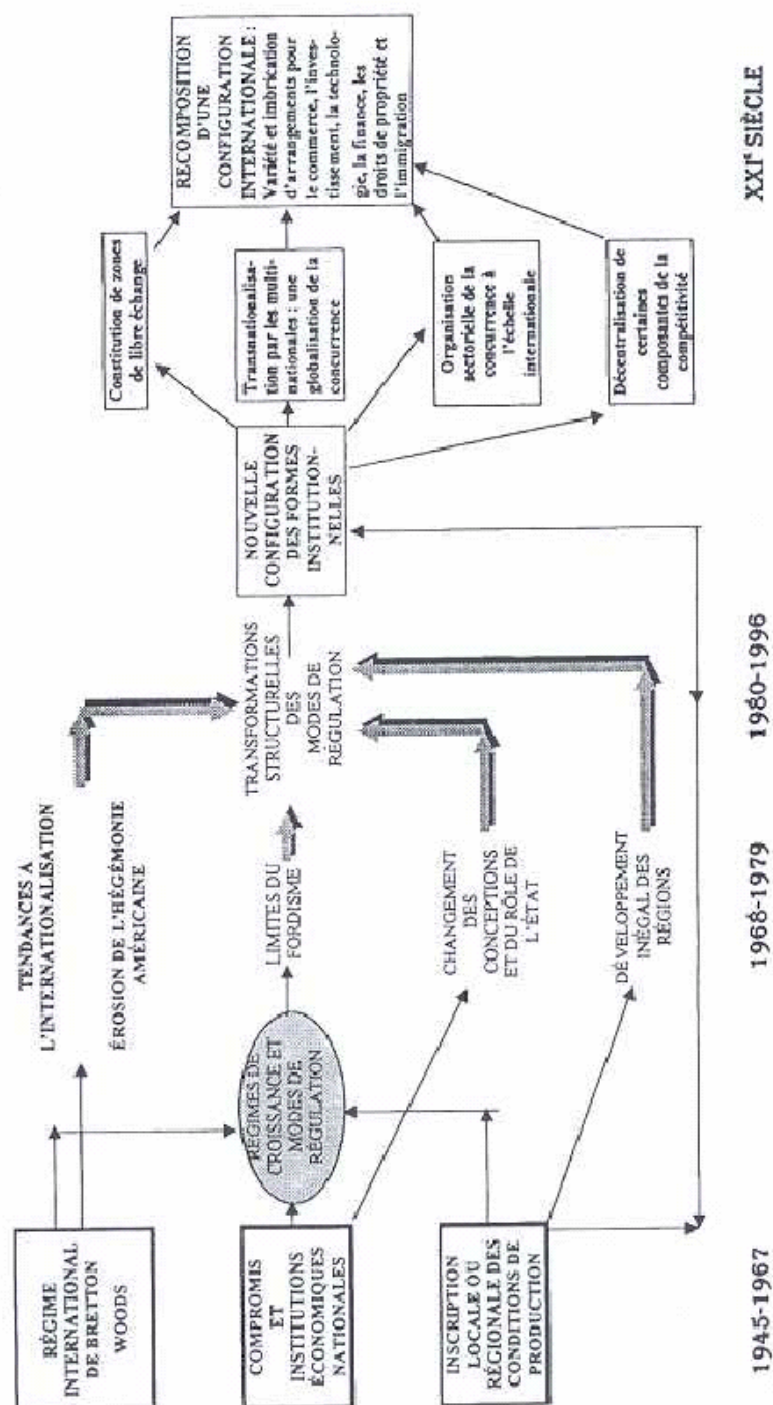 RÉGIME
INTERNATIONAL
DE BRETTON
WOODS
COMPROMIS
ET
INSTITUTIONS
ÉCONOMIQUES
NATIONALES
INSCRIPTION
LOCALE OU
RÉGIONALE DES
CONDITIONS DE
PRODUCTION
1945-1967
RÉGIMES DE
CROISSANCE ET
MODES DE
RÉGULATION
TENDANCES A
L'INTERNATIONALISATION
ÉROSION DE L'HÉGÉMONIE
AMÉRICAINE
LIMITES DU
FORDISME
CHANGEMENT
DES
CONCEPTIONS
ET DU RÔLE DE
L'ÉTAT
DÉVELOPPEMENT
INÉGAL DES
RÉGIONS
1968-1979
TRANSFORMATIONS
STRUCTURELLES
DES
MODES DE
RÉGULATION
1980-1996
NOUVELLE
CONFIGURATION
DES FORMES
INSTITUTION-
NELLES
Constitution de zones
de libre échange
Transnationalisa-
tion par les multi-
nationales : une
globalisation de la
concurrence
Organisation
sectorielle de la
concurrence à
l'échelle
internationale
Décentralisation de
certaines
composantes de la
compétitivité
RECOMPOSITION
D'UNE
CONFIGURATION
INTERNATIONALE :
Variété et imbrication
d'arrangements pour
le commerce, l'inves-
tissement, la technolo-
gie, la finance, les
droits de propriété et
l'immigration
XXIᵉ SIÈCLE